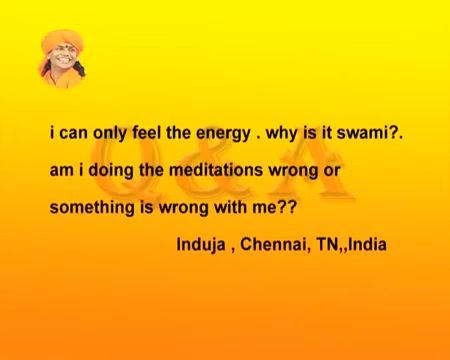 i can only feel the energy . why is it swami?.
am i doing the meditations wrong or
something is wrong with me??
Induja , Chennai, TN,,India
Q & A